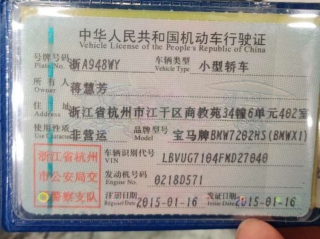 中华人民共和国机动车行驶证
Vehicle License of the People's Republic of China
号牌号码 浙A948WY 车辆类型 小型轿车
Plate No. Vehicle Type
所有人 蒋慧芳
Owner
住址 浙江省杭州市江干区商教苑34幢6单元402室
Address
使用性质 非营运 品牌型号 宝马牌BMW7202HS(BMWX1)
Use Character Model
浙江省杭州 车辆识别代号 LBVUG7104FMD27040
VIN
市公安局交 发动机号码 0218D571
Engine No.
警察支队 注册日期 2015-01-16 发证日期 2015-01-16
Register Date Issue Date